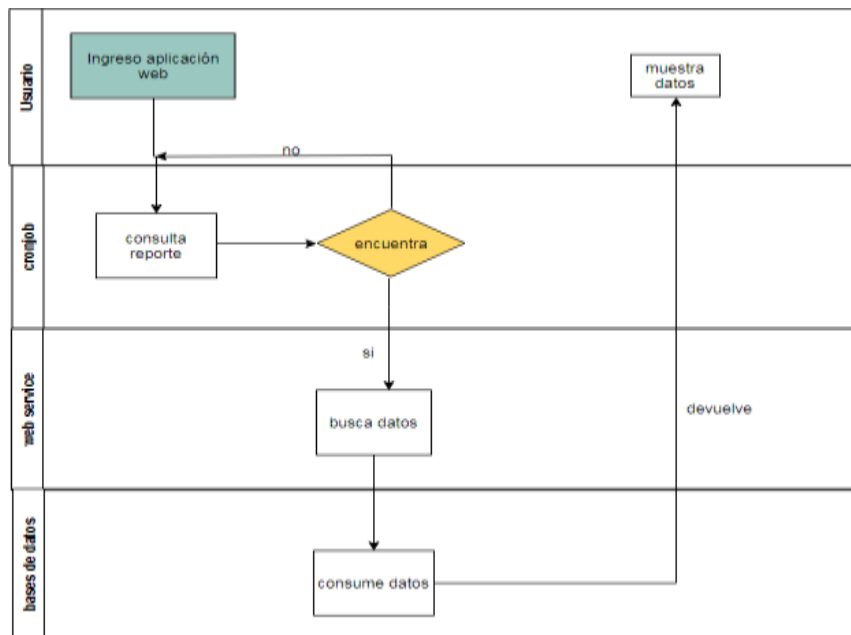 Usuario
Ingreso aplicación
web
muestra
datos
no
cronjob
consulta
reporte
encuentra
si
web service
busca datos
devuelve
bases de datos
consume datos